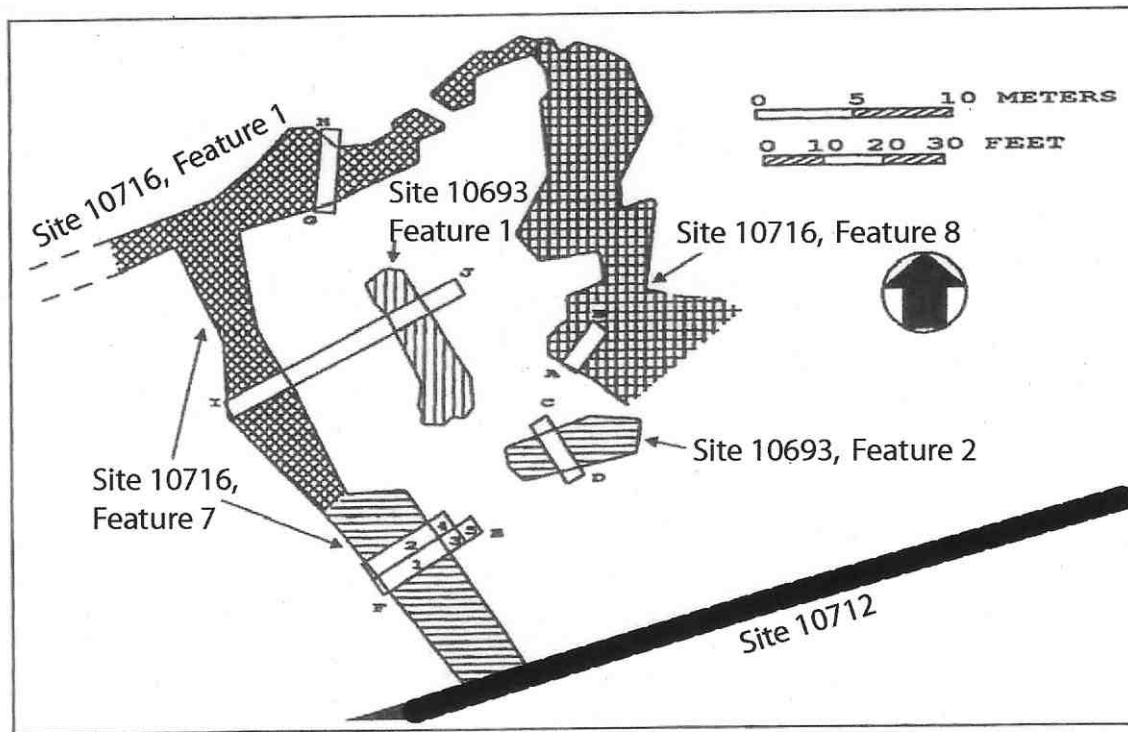 0 5 10 METERS
0 10 20 30 FEET
Site 10716, Feature 1
H
G
Site 10693
Feature 1
J
Site 10716, Feature 8
B
A
I
C
D
Site 10693, Feature 2
Site 10716,
Feature 7
4 5
2 3
1
E
F
Site 10712